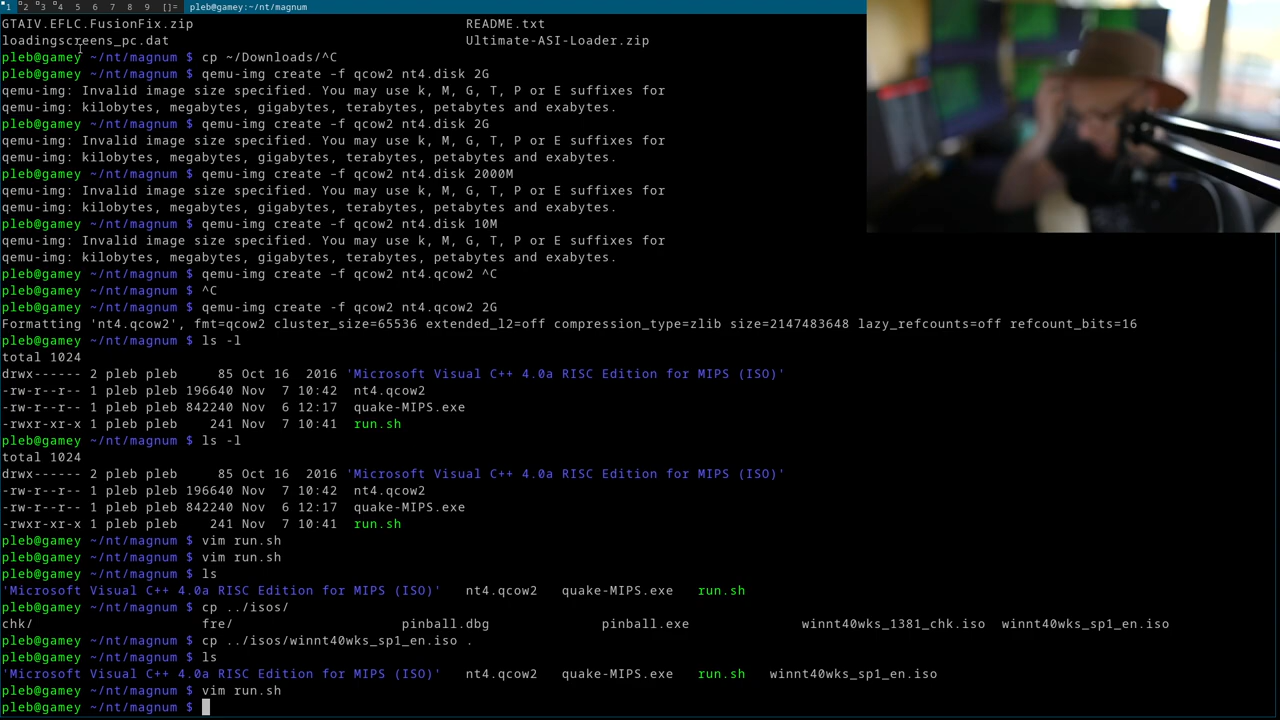 1 2 3 4 5 6 7 8 9 []= pleb@gamey:~/nt/magnum
GTAIV.EFLC.FusionFix.zip README.txt
loadingscreens_pc.dat Ultimate-ASI-Loader.zip
pleb@gamey ~/nt/magnum $ cp ~/Downloads/^C
pleb@gamey ~/nt/magnum $ qemu-img create -f qcow2 nt4.disk 2G
qemu-img: Invalid image size specified. You may use k, M, G, T, P or E suffixes for
qemu-img: kilobytes, megabytes, gigabytes, terabytes, petabytes and exabytes.
pleb@gamey ~/nt/magnum $ qemu-img create -f qcow2 nt4.disk 2G
qemu-img: Invalid image size specified. You may use k, M, G, T, P or E suffixes for
qemu-img: kilobytes, megabytes, gigabytes, terabytes, petabytes and exabytes.
pleb@gamey ~/nt/magnum $ qemu-img create -f qcow2 nt4.disk 2000M
qemu-img: Invalid image size specified. You may use k, M, G, T, P or E suffixes for
qemu-img: kilobytes, megabytes, gigabytes, terabytes, petabytes and exabytes.
pleb@gamey ~/nt/magnum $ qemu-img create -f qcow2 nt4.disk 10M
qemu-img: Invalid image size specified. You may use k, M, G, T, P or E suffixes for
qemu-img: kilobytes, megabytes, gigabytes, terabytes, petabytes and exabytes.
pleb@gamey ~/nt/magnum $ qemu-img create -f qcow2 nt4.qcow2 ^C
pleb@gamey ~/nt/magnum $ ^C
pleb@gamey ~/nt/magnum $ qemu-img create -f qcow2 nt4.qcow2 2G
Formatting 'nt4.qcow2', fmt=qcow2 cluster_size=65536 extended_l2=off compression_type=zlib size=2147483648 lazy_refcounts=off refcount_bits=16
pleb@gamey ~/nt/magnum $ ls -l
total 1024
drwx------ 2 pleb pleb 85 Oct 16 2016 'Microsoft Visual C++ 4.0a RISC Edition for MIPS (ISO)'
-rw-r--r-- 1 pleb pleb 196640 Nov 7 10:42 nt4.qcow2
-rw-r--r-- 1 pleb pleb 842240 Nov 6 12:17 quake-MIPS.exe
-rwxr-xr-x 1 pleb pleb 241 Nov 7 10:41 run.sh
pleb@gamey ~/nt/magnum $ ls -l
total 1024
drwx------ 2 pleb pleb 85 Oct 16 2016 'Microsoft Visual C++ 4.0a RISC Edition for MIPS (ISO)'
-rw-r--r-- 1 pleb pleb 196640 Nov 7 10:42 nt4.qcow2
-rw-r--r-- 1 pleb pleb 842240 Nov 6 12:17 quake-MIPS.exe
-rwxr-xr-x 1 pleb pleb 241 Nov 7 10:41 run.sh
pleb@gamey ~/nt/magnum $ vim run.sh
pleb@gamey ~/nt/magnum $ vim run.sh
pleb@gamey ~/nt/magnum $ ls
'Microsoft Visual C++ 4.0a RISC Edition for MIPS (ISO)' nt4.qcow2 quake-MIPS.exe run.sh
pleb@gamey ~/nt/magnum $ cp ../isos/
chk/ fre/ pinball.dbg pinball.exe winnt40wks_1381_chk.iso winnt40wks_sp1_en.iso
pleb@gamey ~/nt/magnum $ cp ../isos/winnt40wks_sp1_en.iso .
pleb@gamey ~/nt/magnum $ ls
'Microsoft Visual C++ 4.0a RISC Edition for MIPS (ISO)' nt4.qcow2 quake-MIPS.exe run.sh winnt40wks_sp1_en.iso
pleb@gamey ~/nt/magnum $ vim run.sh
pleb@gamey ~/nt/magnum $